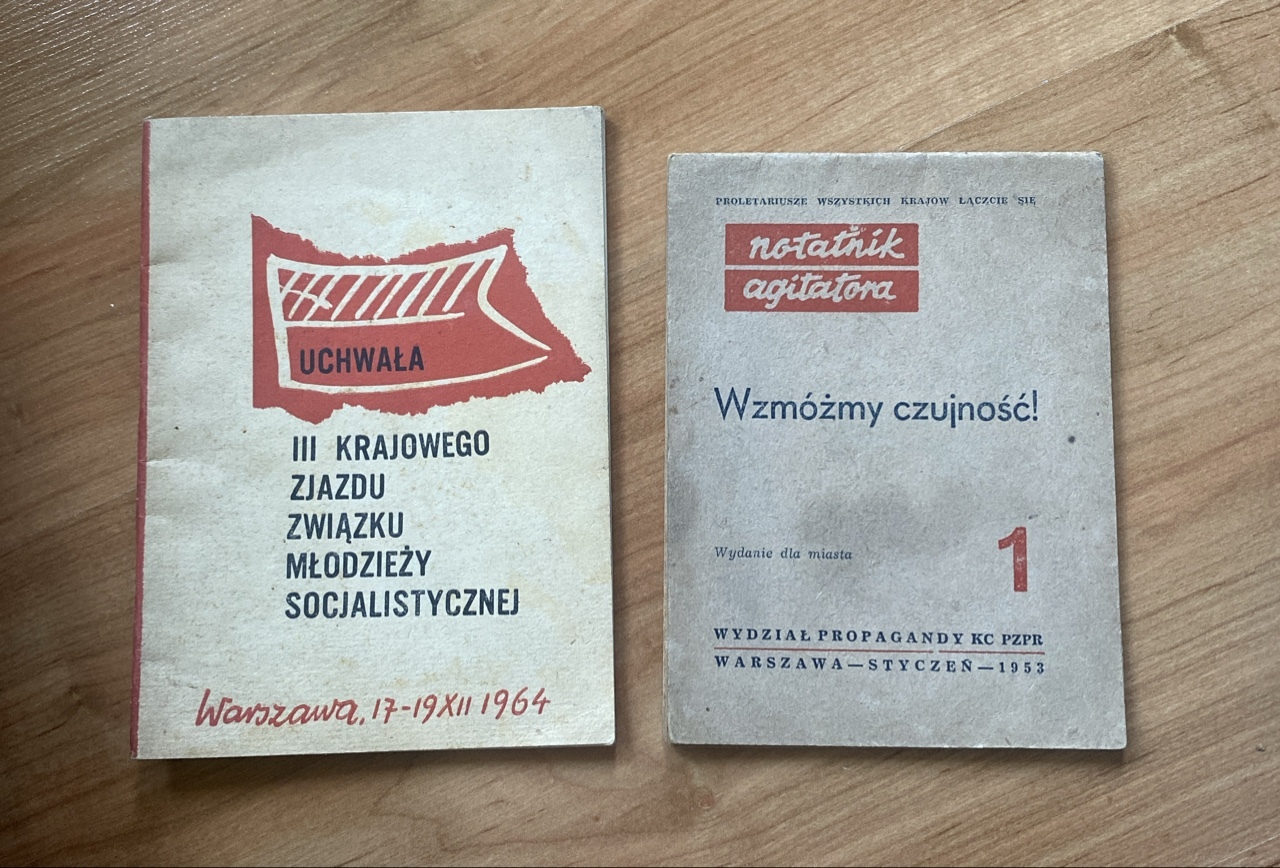 UCHWAŁA
III KRAJOWEGO
ZJAZDU
ZWIĄZKU
MŁODZIEŻY
SOCJALISTYCZNEJ
Warszawa, 17-19 XII 1964
PROLETARIUSZE WSZYSTKICH KRAJOW ŁĄCZCIE SIĘ
notatnik
agitatora
Wzmóżmy czujność!
Wydanie dla miasta
1
WYDZIAŁ PROPAGANDY KC PZPR
WARSZAWA—STYCZEŃ—1953